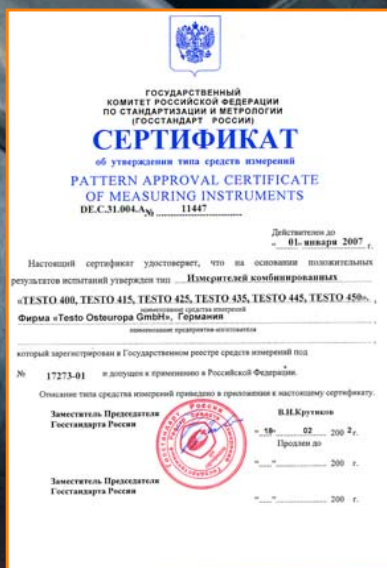 ГОСУДАРСТВЕННЫЙ
КОМИТЕТ РОССИЙСКОЙ ФЕДЕРАЦИИ
ПО СТАНДАРТИЗАЦИИ И МЕТРОЛОГИИ
(ГОССТАНДАРТ РОССИИ)
СЕРТИФИКАТ
об утверждении типа средств измерений
PATTERN APPROVAL CERTIFICATE
OF MEASURING INSTRUMENTS
DE.C.31.004.A № 11447
Действителен до
" 01. января 2007 г.
Настоящий сертификат удостоверяет, что на основании положительных
результатов испытаний утвержден тип Измерителей комбинированных
«TESTO 400, TESTO 415, TESTO 425, TESTO 435, TESTO 445, TESTO 450».,
наименование средства измерений
Фирма «Testo Osteuropa GmbH», Германия
наименование предприятия-изготовителя
который зарегистрирован в Государственном реестре средств измерений под
№ 17273-01 и допущен к применению в Российской Федерации.
Описание типа средства измерений приведено в приложении к настоящему сертификату.
Заместитель Председателя
Госстандарта России
В.Н.Крутиков
" 18" 02 200 2 г.
Продлен до
" " 200 г.
Заместитель Председателя
Госстандарта России
" " 200 г.